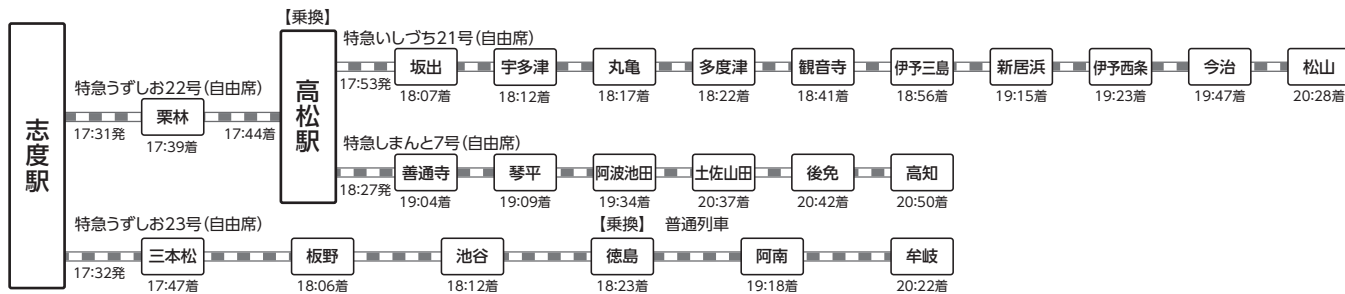 【乗換】
特急いしづち21号(自由席)
坂出 宇多津 丸亀 多度津 観音寺 伊予三島 新居浜 伊予西条 今治 松山
17:53発 18:07着 18:12着 18:17着 18:22着 18:41着 18:56着 19:15着 19:23着 19:47着 20:28着
特急うずしお22号(自由席)
志度駅
栗林
高松駅
17:31発 17:39着 17:44着
特急しまんと7号(自由席)
善通寺 琴平 阿波池田 土佐山田 後免 高知
18:27発 19:04着 19:09着 19:34着 20:37着 20:42着 20:50着
特急うずしお23号(自由席)
【乗換】 普通列車
三本松 板野 池谷 徳島 阿南 牟岐
17:32発 17:47着 18:06着 18:12着 18:23着 19:18着 20:22着